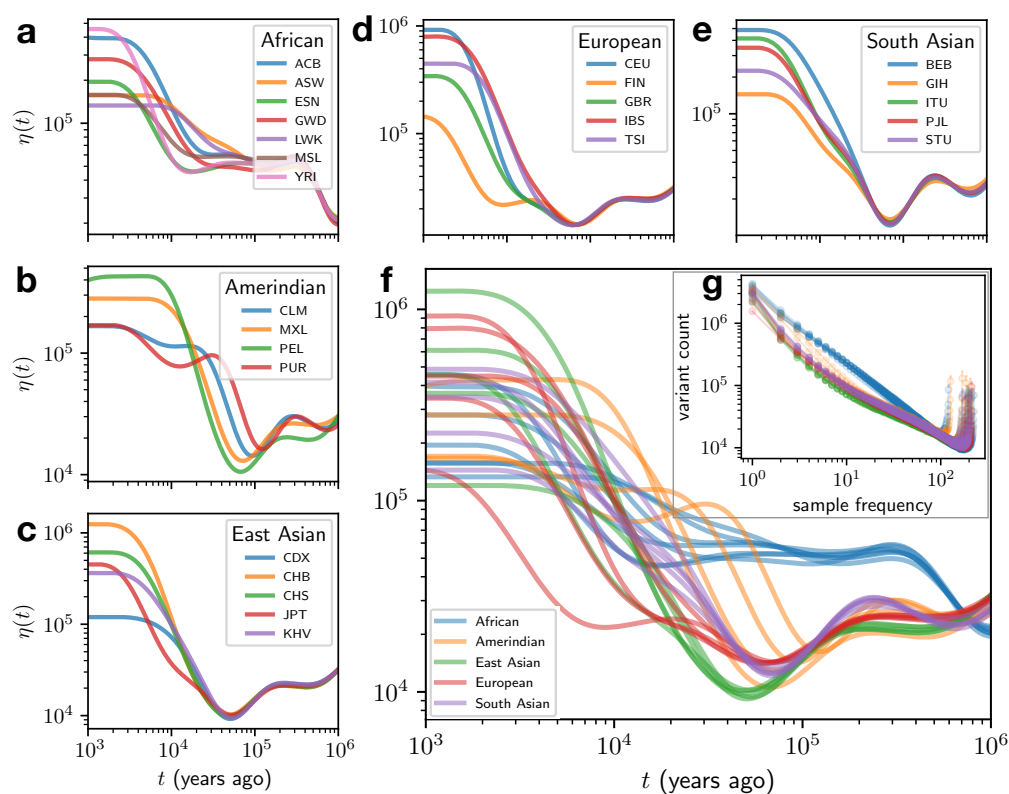 a
African
ACB
ASW
ESN
GWD
LWK
MSL
YRI
10^5
η(t)
d
European
CEU
FIN
GBR
IBS
TSI
10^6
10^5
e
South Asian
BEB
GIH
ITU
PJL
STU
10^5
b
Amerindian
CLM
MXL
PEL
PUR
10^5
10^4
η(t)
c
East Asian
CDX
CHB
CHS
JPT
KHV
10^6
10^5
10^4
η(t)
10^3 10^4 10^5 10^6
t (years ago)
f
10^6
10^5
10^4
African
Amerindian
East Asian
European
South Asian
10^3 10^4 10^5 10^6
t (years ago)
g
variant count
10^6
10^5
10^4
10^0 10^1 10^2
sample frequency